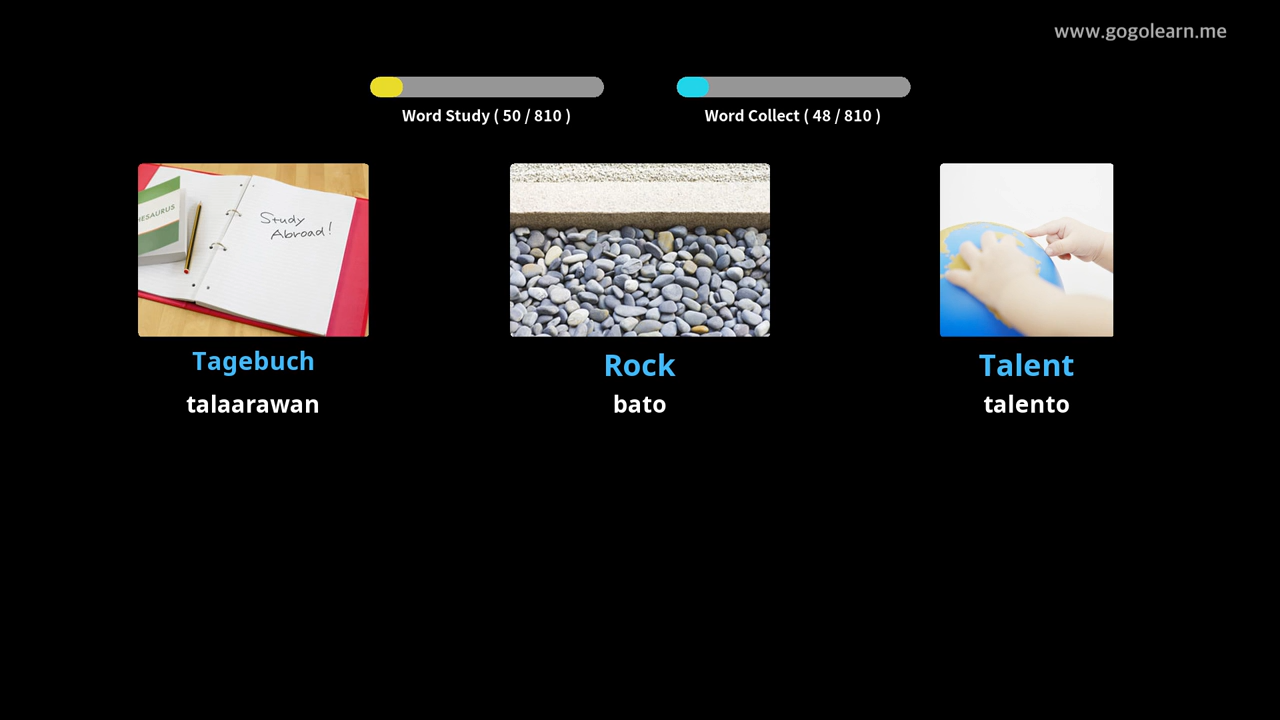 www.gogolearn.me
Word Study ( 50 / 810 )
Word Collect ( 48 / 810 )
THESAURUS
Study
Abroad!
Tagebuch
talaarawan
Rock
bato
Talent
talento